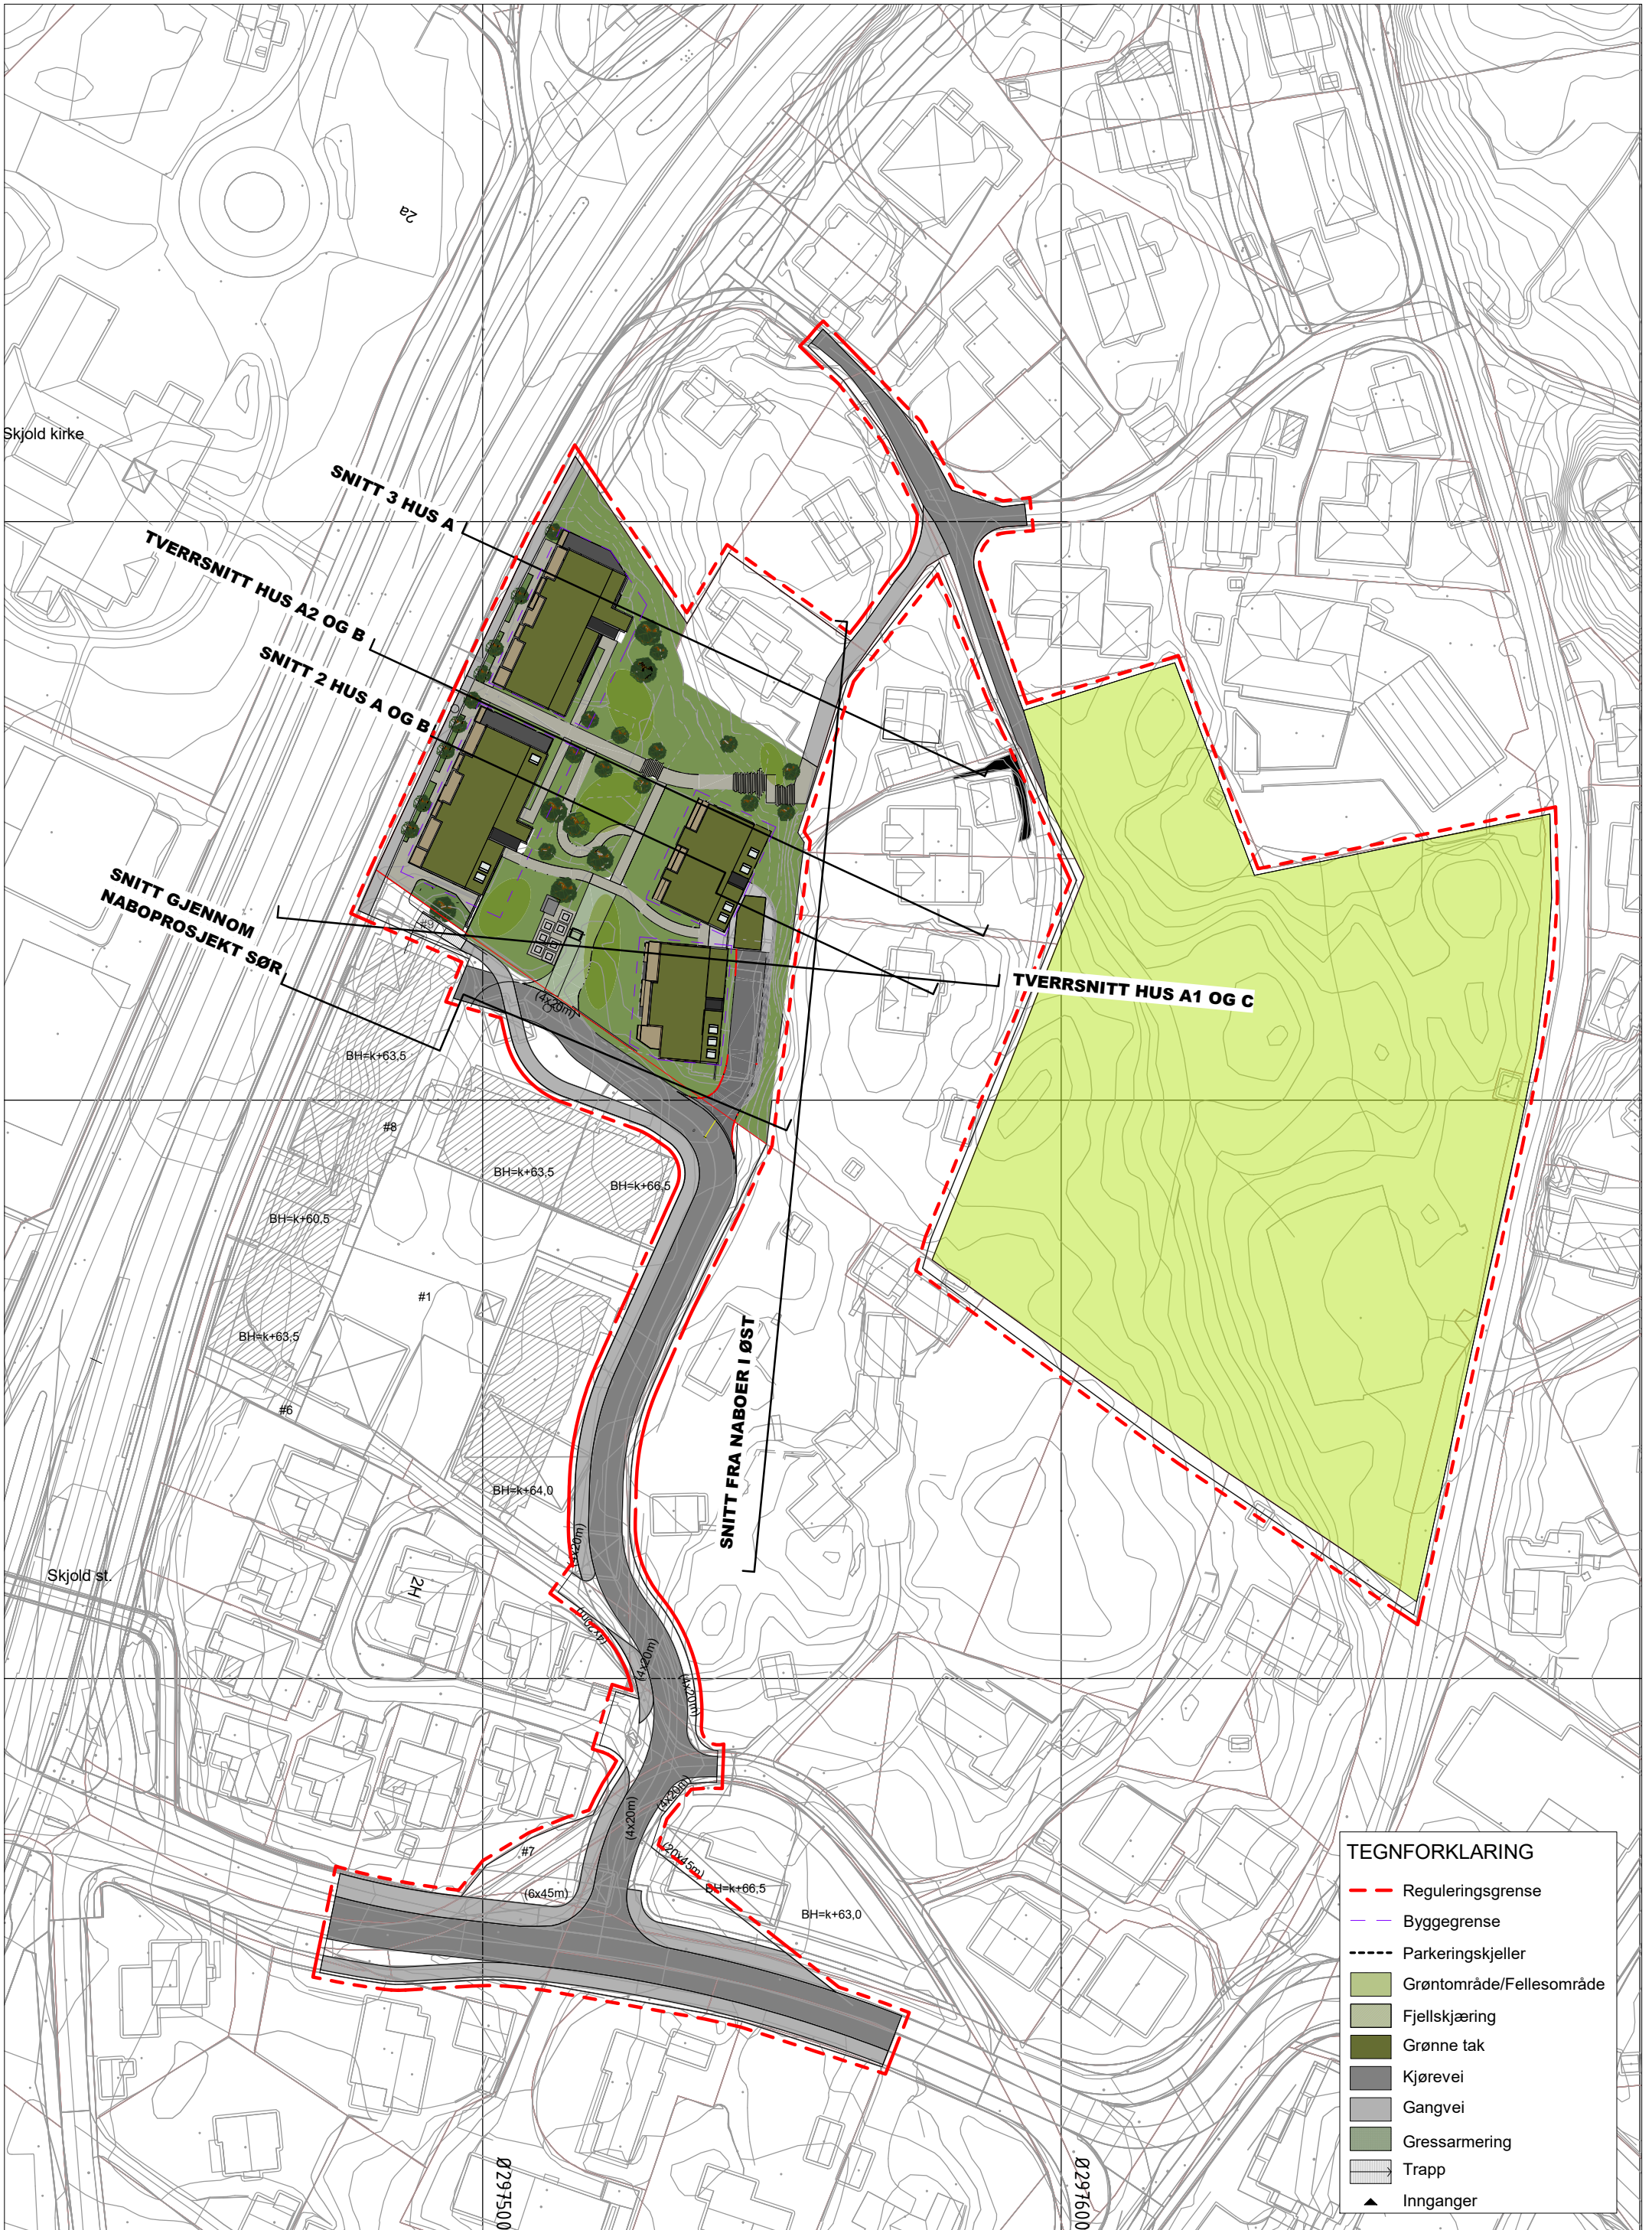 2a
Skjold kirke
SNITT 3 HUS A
TVERRSNITT HUS A2 OG B
SNITT 2 HUS A OG B
SNITT GJENNOM
NABOPROSJEKT SØR
#9
(4x20m)
TVERRSNITT HUS A1 OG C
BH=k+63,5
#8
BH=k+63,5
BH=k+66,5
BH=k+60,5
#1
BH=k+63,5
#6
SNITT FRA NABOER I ØST
BH=k+64,0
(4x20m)
Skjold st.
2H
(4x20m)
(4x20m)
(4x20m)
(4x20m)
(4x20m)
#7
(20x45m)
(6x45m)
BH=k+66,5
BH=k+63,0
TEGNFORKLARING
Reguleringsgrense
Byggegrense
Parkeringskjeller
Grøntområde/Fellesområde
Fjellskjæring
Grønne tak
Kjørevei
Gangvei
Gressarmering
Trapp
Innganger
Ø297500
Ø297600